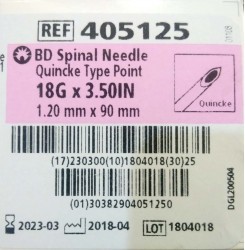 REF 405125
BD Spinal Needle
Quincke Type Point
18G x 3.50IN
1.20 mm x 90 mm
Quincke
(17)230300(10)1804018(30)25
(01)30382904051250
2023-03 2018-04 LOT 1804018
DGL200504